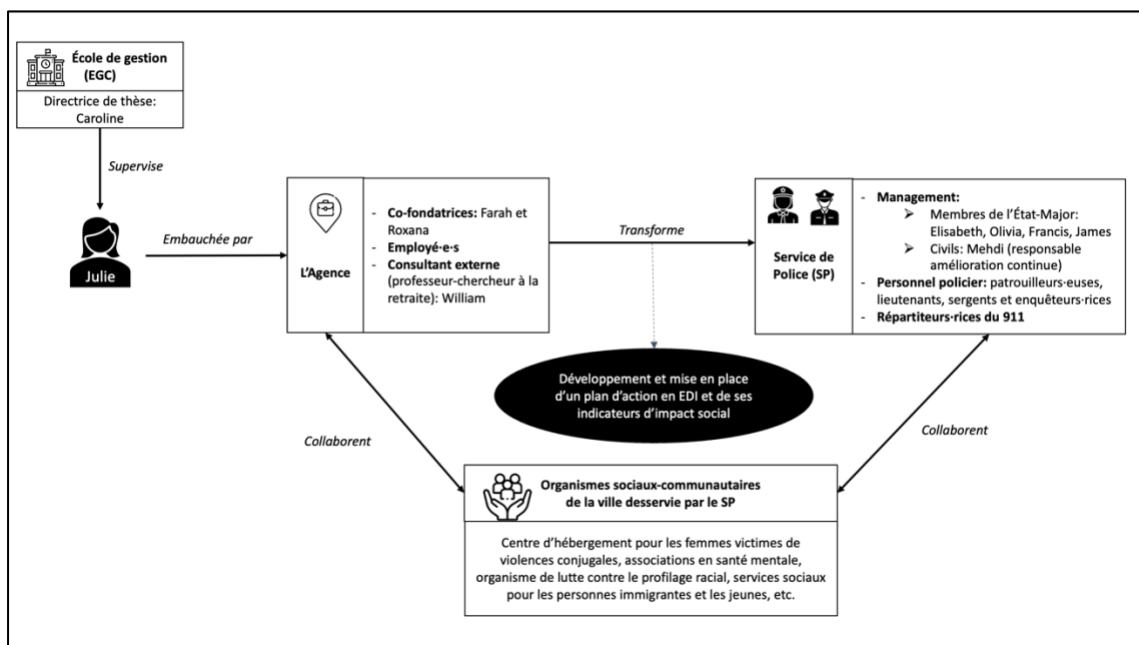 École de gestion
(EGC)
Directrice de thèse:
Caroline
Supervise
Julie
Embauchée par
L'Agence
- Co-fondatrices: Farah et
Roxana
- Employé·e·s
- Consultant externe
(professeur-chercheur à la
retraite): William
Transforme
Service de
Police (SP)
- Management:
➢ Membres de l'État-Major:
Elisabeth, Olivia, Francis, James
➢ Civils: Mehdi (responsable
amélioration continue)
- Personnel policier: patrouilleurs·euses,
lieutenants, sergents et enquêteurs·rices
- Répartiteurs·rices du 911
Développement et mise en place
d'un plan d'action en EDI et de ses
indicateurs d'impact social
Collaborent
Collaborent
Organismes sociaux-communautaires
de la ville desservie par le SP
Centre d'hébergement pour les femmes victimes de
violences conjugales, associations en santé mentale,
organisme de lutte contre le profilage racial, services sociaux
pour les personnes immigrantes et les jeunes, etc.